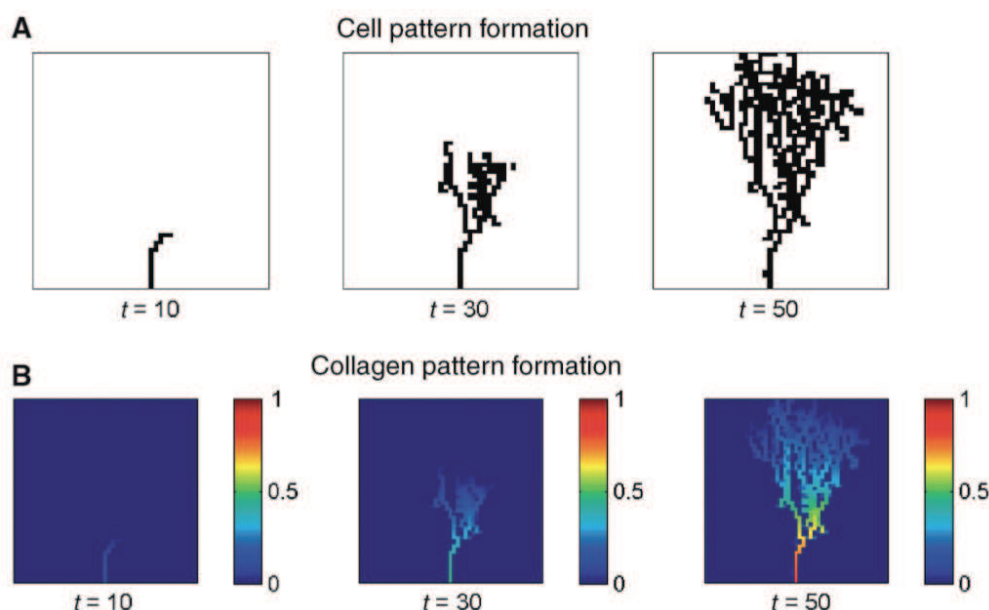 A
Cell pattern formation
t = 10
t = 30
t = 50
B
Collagen pattern formation
1
0.5
0
1
0.5
0
1
0.5
0
t = 10
t = 30
t = 50